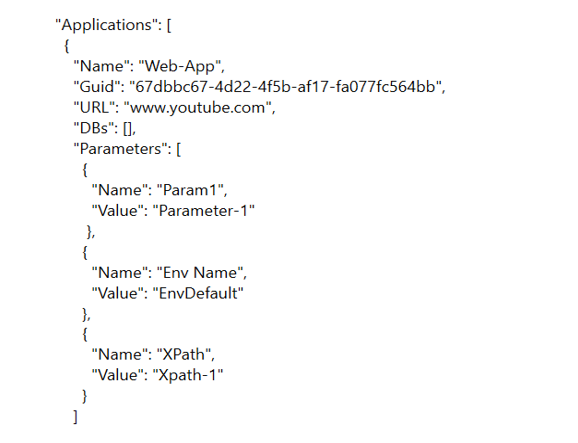 "Applications": [
{
"Name": "Web-App",
"Guid": "67dbbc67-4d22-4f5b-af17-fa077fc564bb",
"URL": "www.youtube.com",
"DBs": [],
"Parameters": [
{
"Name": "Param1",
"Value": "Parameter-1"
},
{
"Name": "Env Name",
"Value": "EnvDefault"
},
{
"Name": "XPath",
"Value": "Xpath-1"
}
]